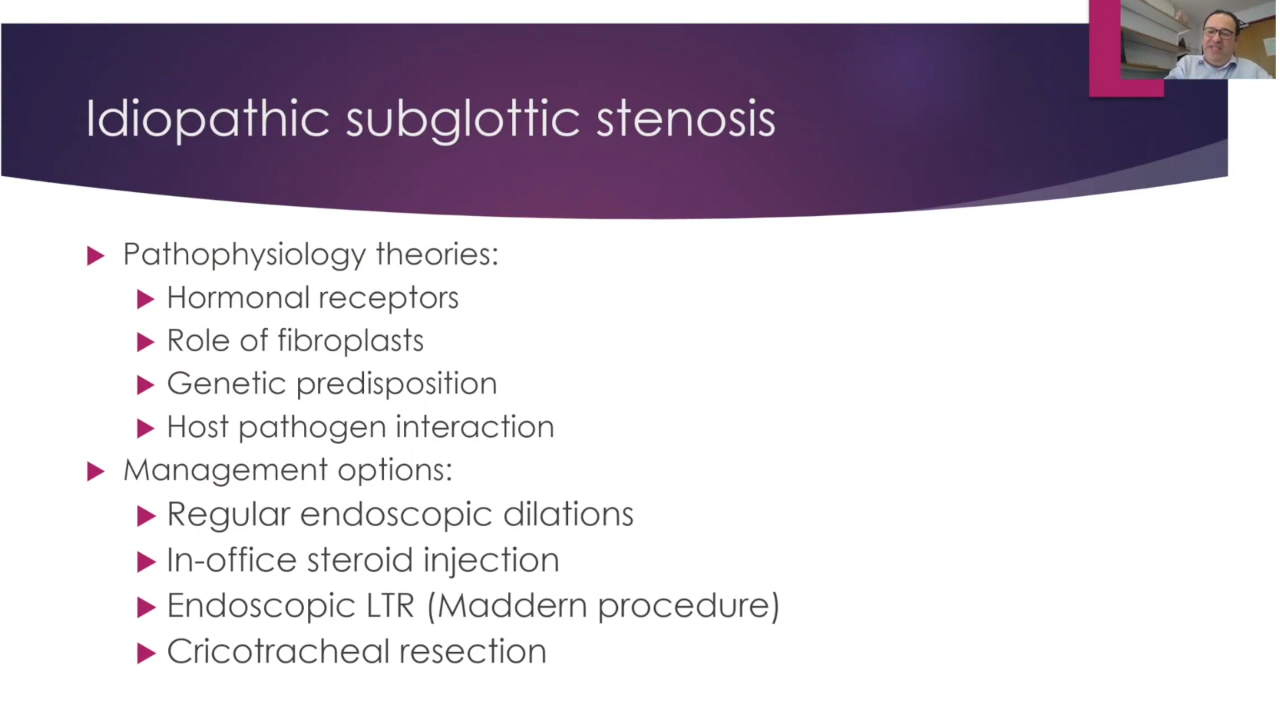 Idiopathic subglottic stenosis
Pathophysiology theories:
Hormonal receptors
Role of fibroplasts
Genetic predisposition
Host pathogen interaction
Management options:
Regular endoscopic dilations
In-office steroid injection
Endoscopic LTR (Maddern procedure)
Cricotracheal resection